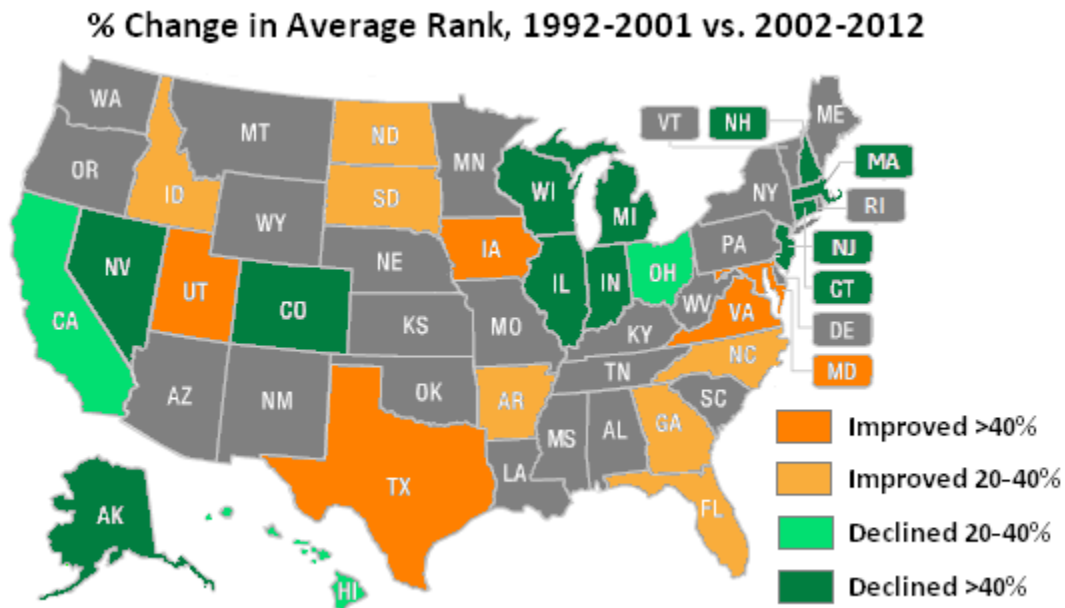 % Change in Average Rank, 1992-2001 vs. 2002-2012
WA
MT
ND
MN
VT
NH
ME
OR
ID
SD
WI
MI
NY
MA
RI
WY
IA
PA
NJ
NV
UT
CO
NE
IL
IN
OH
CT
CA
KS
MO
KY
WV
VA
DE
MD
AZ
NM
OK
AR
TN
NC
SC
MS
AL
GA
TX
LA
FL
AK
HI
Improved >40%
Improved 20-40%
Declined 20-40%
Declined >40%